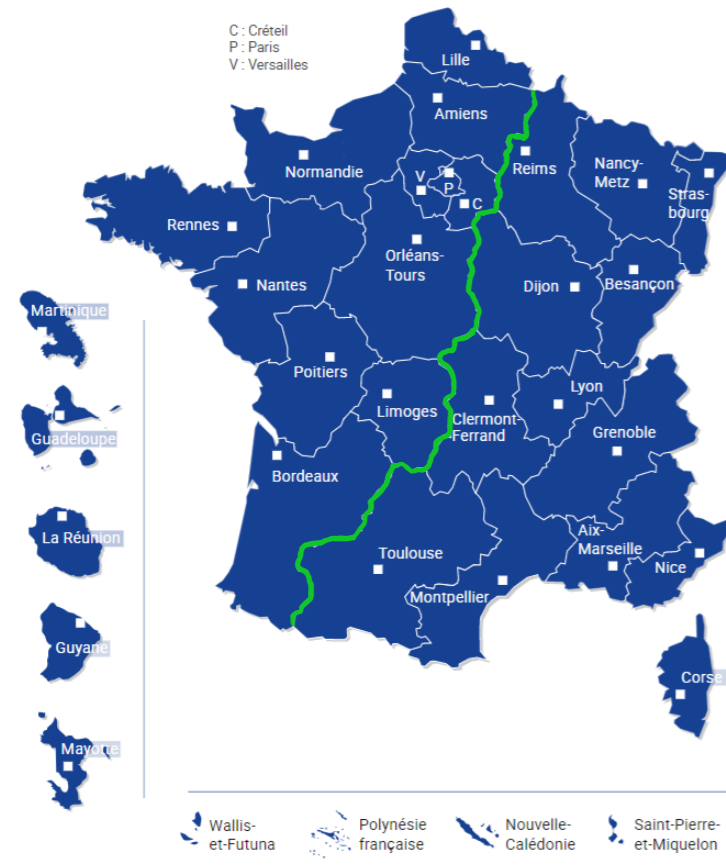 C : Créteil
P : Paris
V : Versailles
Lille
Amiens
Normandie
Reims
Nancy-
Metz
Stras-
bourg
V
P
C
Rennes
Orléans-
Tours
Nantes
Dijon
Besançon
Martinique
Poitiers
Limoges
Clermont-
Ferrand
Lyon
Guadeloupe
Grenoble
Bordeaux
La Réunion
Toulouse
Aix-
Marseille
Nice
Montpellier
Guyane
Corse
Mayotte
Wallis-
et-Futuna
Polynésie
française
Nouvelle-
Calédonie
Saint-Pierre-
et-Miquelon